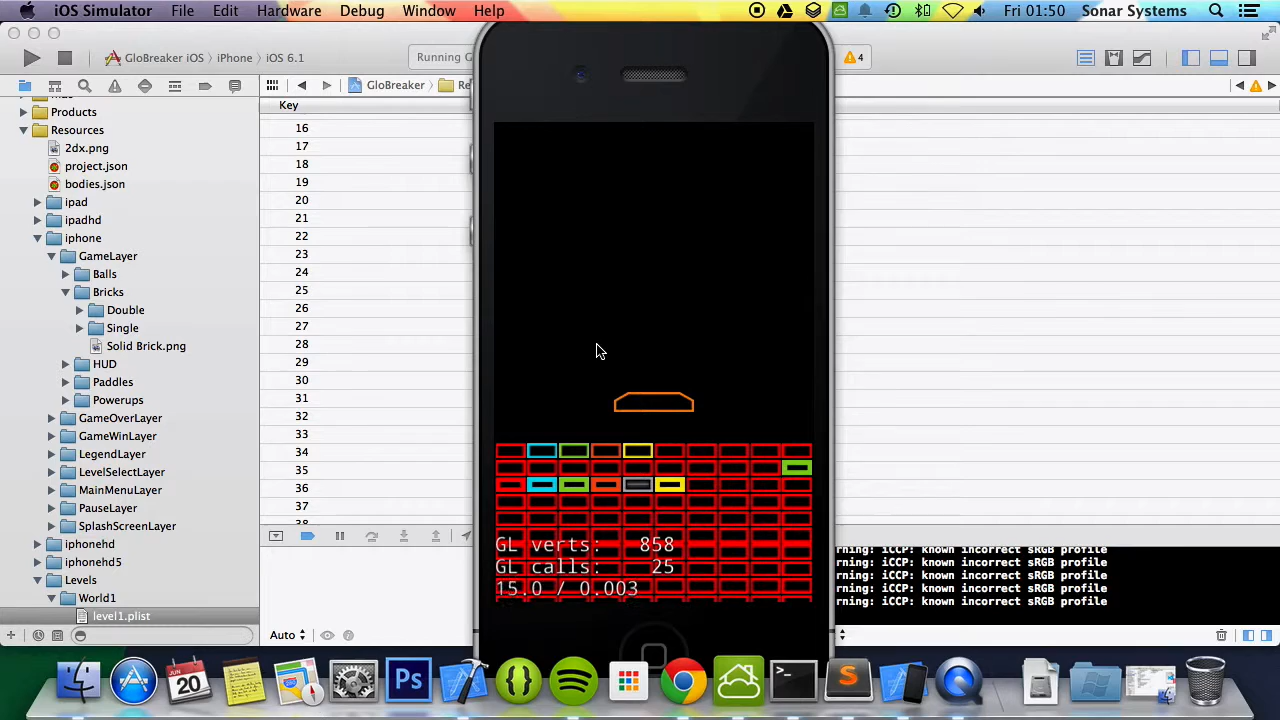 iOS Simulator File Edit Hardware Debug Window Help Fri 01:50 Sonar Systems
GloBreaker iOS iPhone iOS 6.1 Running G 4
GloBreaker Re
Key
Products
Resources
2dx.png
project.json
bodies.json
ipad
ipadhd
iphone
GameLayer
Balls
Bricks
Double
Single
Solid Brick.png
HUD
Paddles
Powerups
GameOverLayer
GameWinLayer
LegendLayer
LevelSelectLayer
MainMenuLayer
PauseLayer
SplashScreenLayer
iphonehd
iphonehd5
Levels
World1
level1.plist
16
17
18
19
20
21
22
23
24
25
26
27
28
29
30
31
32
33
34
35
36
37
38
GL verts: 858
GL calls: 25
15.0 / 0.003
Auto
rning: iCCP: known incorrect sRGB profile
rning: iCCP: known incorrect sRGB profile
rning: iCCP: known incorrect sRGB profile
rning: iCCP: known incorrect sRGB profile
JUN
20
Ps
S